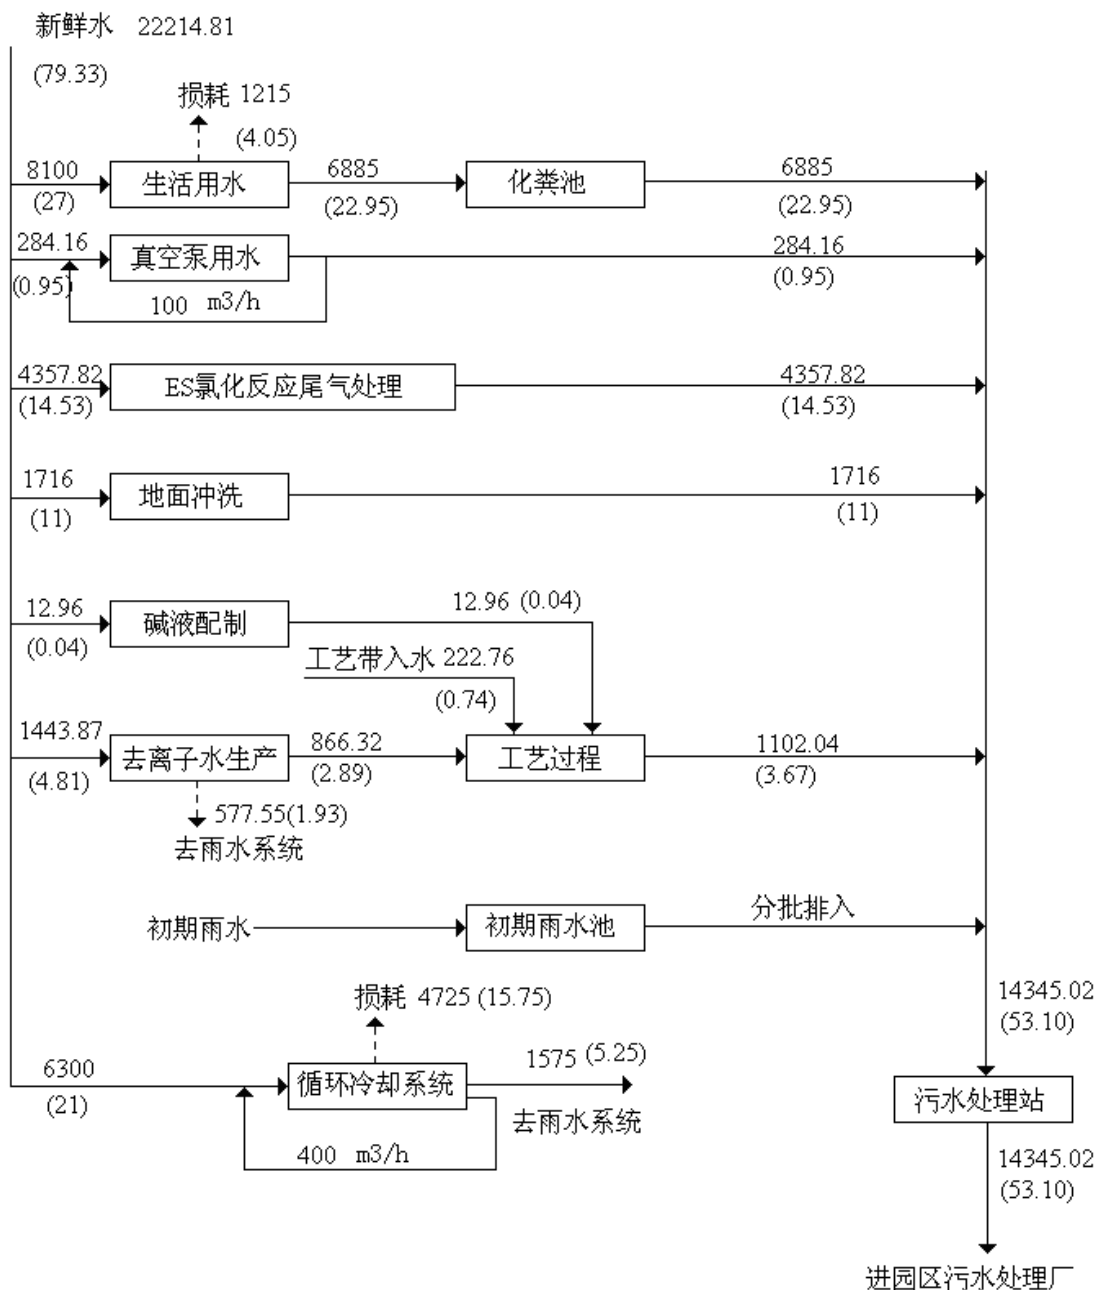 新鲜水 22214.81
(79.33)
损耗 1215
(4.05)
8100
(27)
生活用水
6885
(22.95)
化粪池
6885
(22.95)
284.16
(0.95)
真空泵用水
284.16
(0.95)
100 m3/h
4357.82
(14.53)
ES氯化反应尾气处理
4357.82
(14.53)
1716
(11)
地面冲洗
1716
(11)
12.96
(0.04)
碱液配制
12.96 (0.04)
工艺带入水 222.76
(0.74)
1443.87
(4.81)
去离子水生产
866.32
(2.89)
工艺过程
1102.04
(3.67)
577.55(1.93)
去雨水系统
初期雨水
初期雨水池
分批排入
14345.02
(53.10)
损耗 4725 (15.75)
6300
(21)
循环冷却系统
1575 (5.25)
去雨水系统
400 m3/h
污水处理站
14345.02
(53.10)
进园区污水处理厂